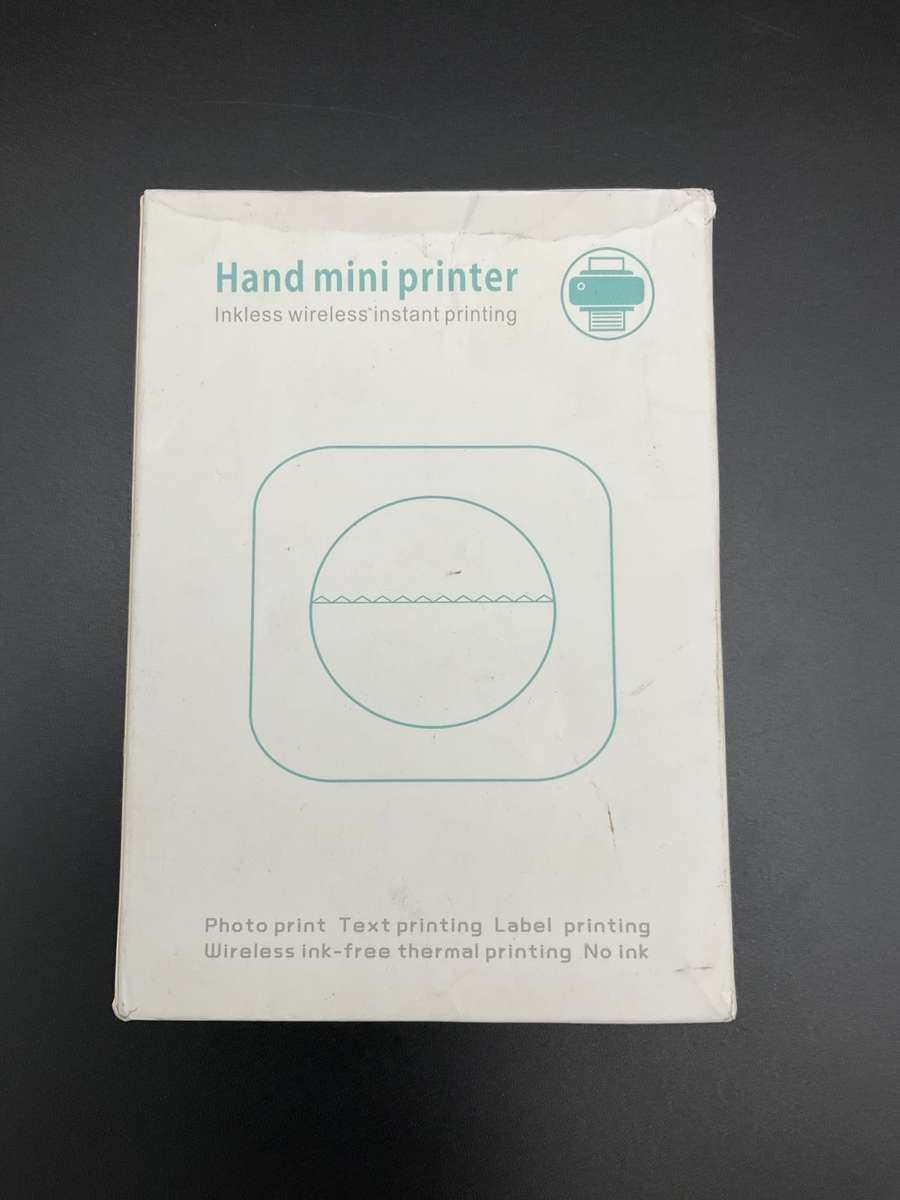 Hand mini printer
Inkless wireless instant printing
Photo print Text printing Label printing
Wireless ink-free thermal printing No ink